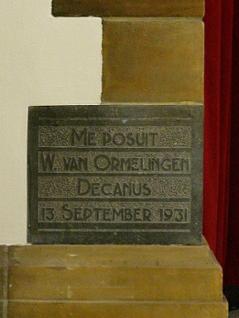 ME POSUIT
W. VAN ORMELINGEN
DECANUS
13 SEPTEMBER 1931